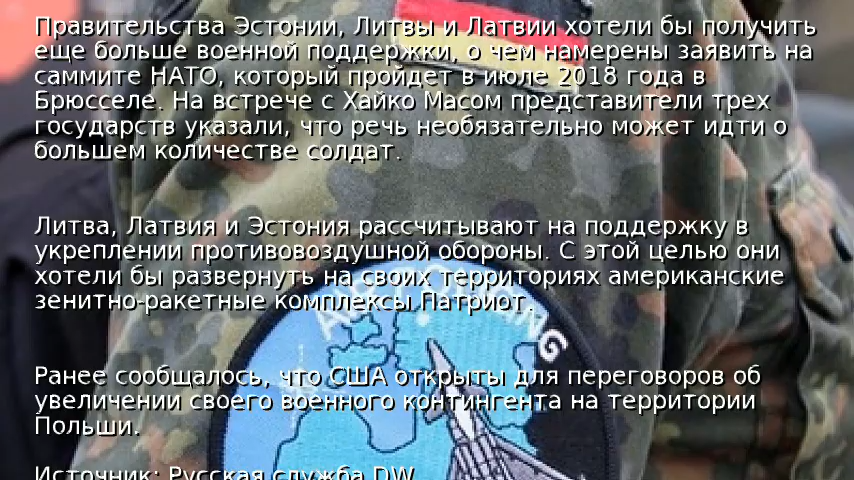 Правительства Эстонии, Литвы и Латвии хотели бы получить
еще больше военной поддержки, о чем намерены заявить на
саммите НАТО, который пройдет в июле 2018 года в
Брюсселе. На встрече с Хайко Масом представители трех
государств указали, что речь необязательно может идти о
большем количестве солдат.
Литва, Латвия и Эстония рассчитывают на поддержку в
укреплении противовоздушной обороны. С этой целью они
хотели бы развернуть на своих территориях американские
зенитно-ракетные комплексы Патриот.
Ранее сообщалось, что США открыты для переговоров об
увеличении своего военного контингента на территории
Польши.
Источник: Русская служба DW